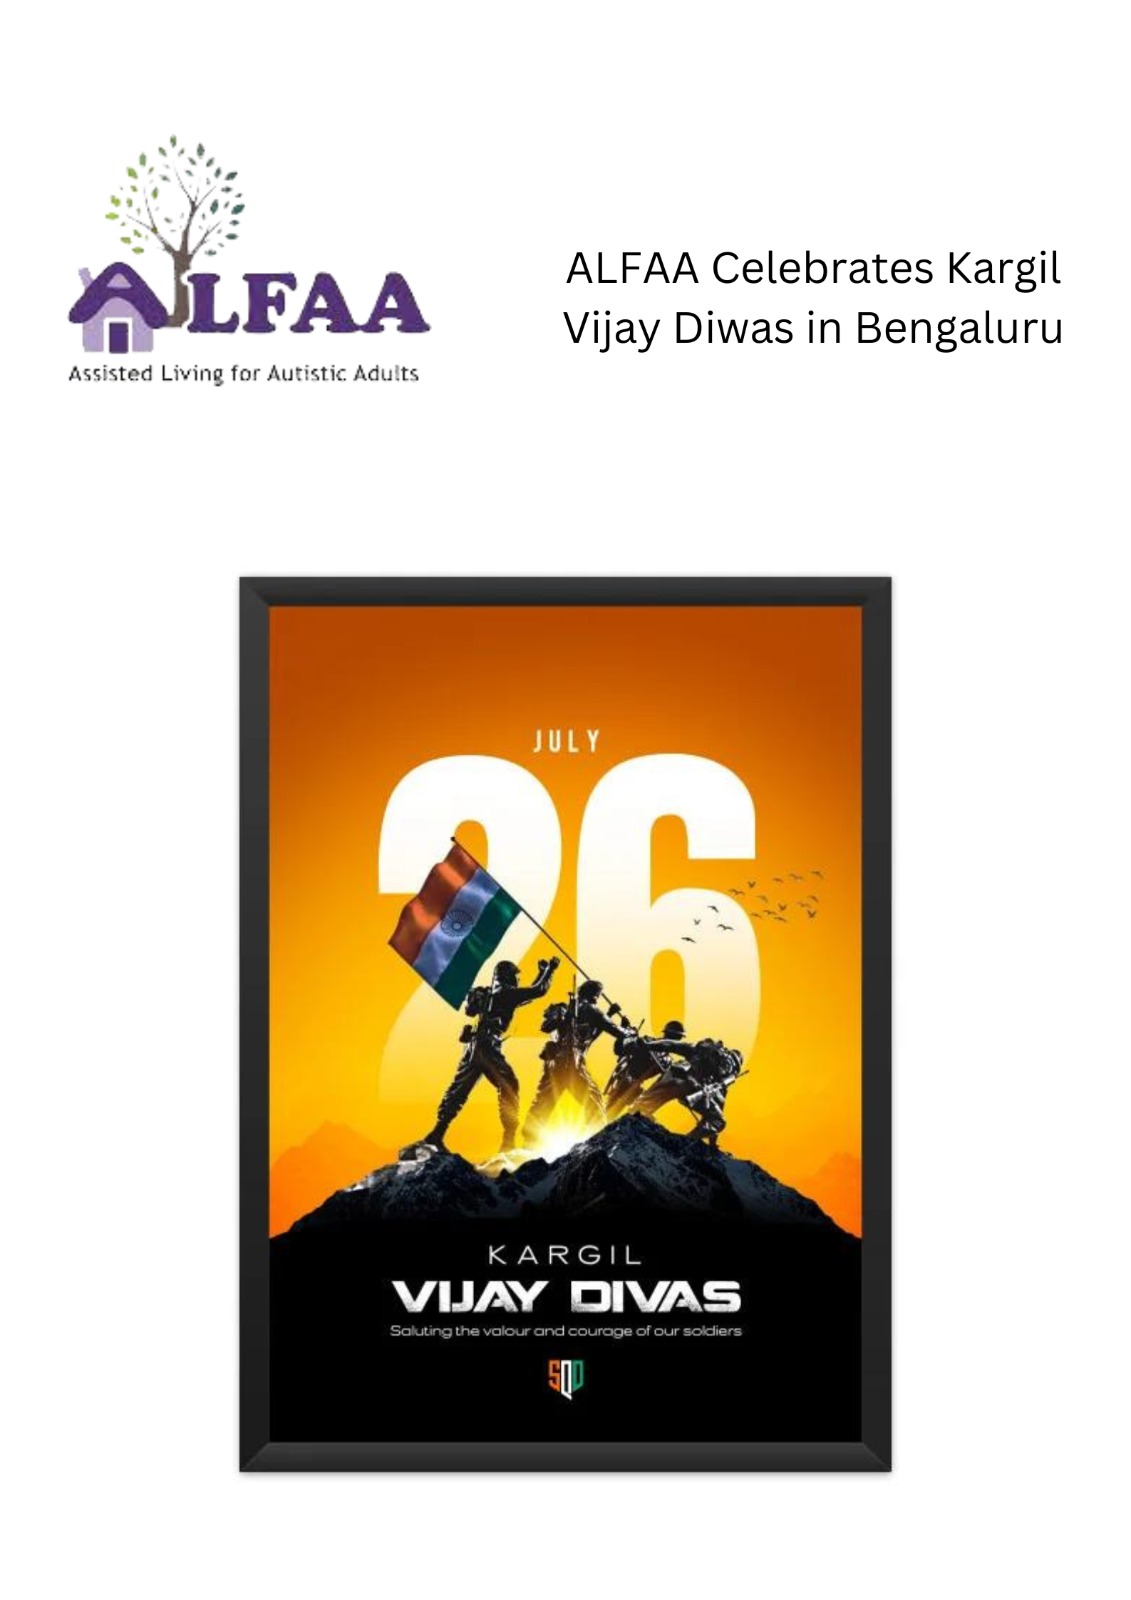 ALFAA
Assisted Living for Autistic Adults
ALFAA Celebrates Kargil
Vijay Diwas in Bengaluru
JULY
26
KARGIL
VIJAY DIVAS
Saluting the valour and courage of our soldiers
SQD